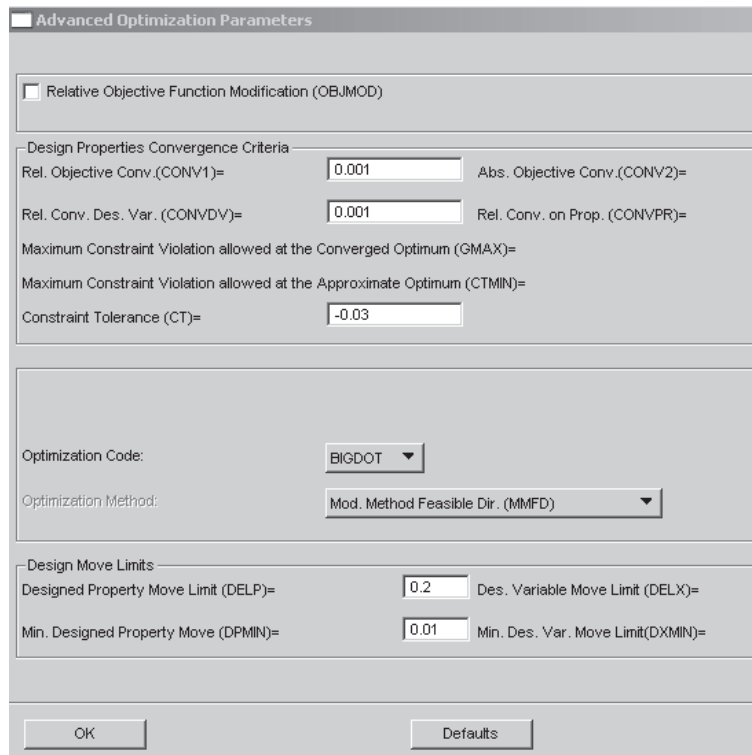 Advanced Optimization Parameters
Relative Objective Function Modification (OBJMOD)
Design Properties Convergence Criteria
Rel. Objective Conv.(CONV1)= 0.001 Abs. Objective Conv.(CONV2)=
Rel. Conv. Des. Var. (CONVDV)= 0.001 Rel. Conv. on Prop. (CONVPR)=
Maximum Constraint Violation allowed at the Converged Optimum (GMAX)=
Maximum Constraint Violation allowed at the Approximate Optimum (CTMIN)=
Constraint Tolerance (CT)= -0.03
Optimization Code: BIGDOT
Optimization Method: Mod. Method Feasible Dir. (MMFD)
Design Move Limits
Designed Property Move Limit (DELP)= 0.2 Des. Variable Move Limit (DELX)=
Min. Designed Property Move (DPMIN)= 0.01 Min. Des. Var. Move Limit(DXMIN)=
OK Defaults